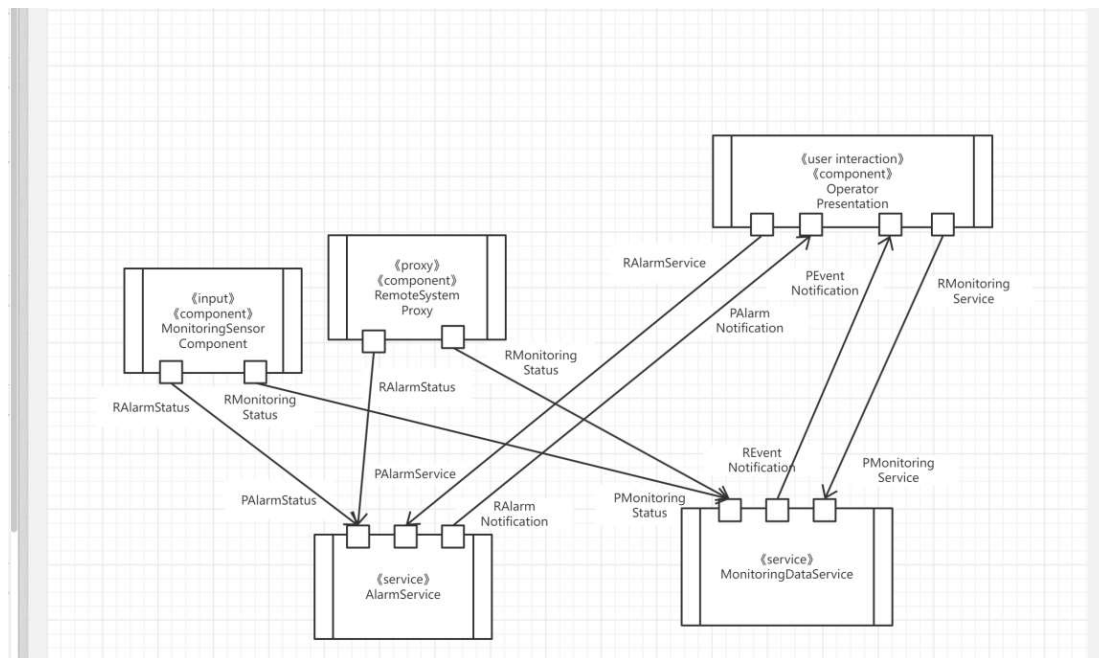 《user interaction》
《component》
Operator
Presentation
《proxy》
《component》
RemoteSystem
Proxy
《input》
《component》
MonitoringSensor
Component
RAlarmService
PEvent
Notification
RMonitoring
Service
PAlarm
Notification
RMonitoring
Status
RAlarmStatus
RAlarmStatus
RMonitoring
Status
PAlarmService
REvent
Notification
PMonitoring
Service
PAlarmStatus
RAlarm
Notification
PMonitoring
Status
《service》
AlarmService
《service》
MonitoringDataService